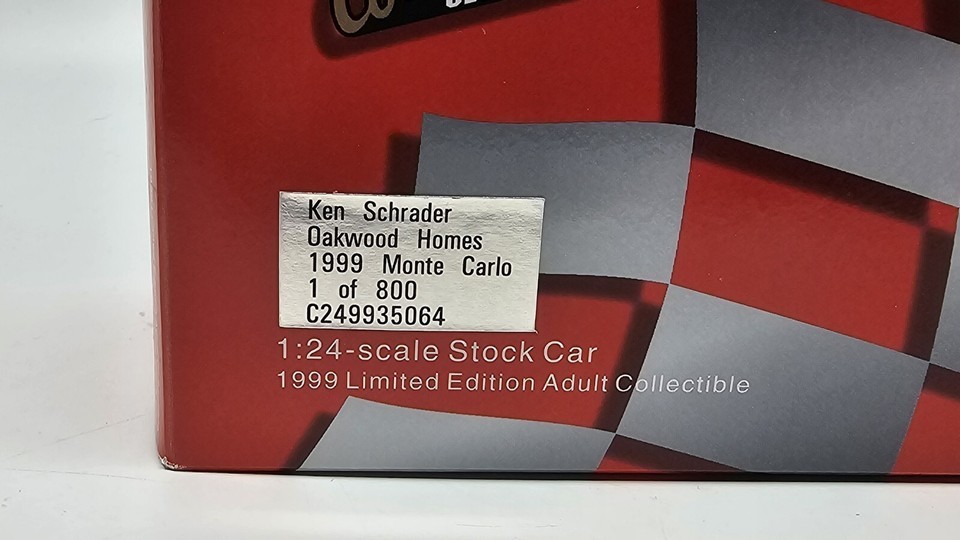 Ken Schrader
Oakwood Homes
1999 Monte Carlo
1 of 800
C249935064
1:24-scale Stock Car
1999 Limited Edition Adult Collectible